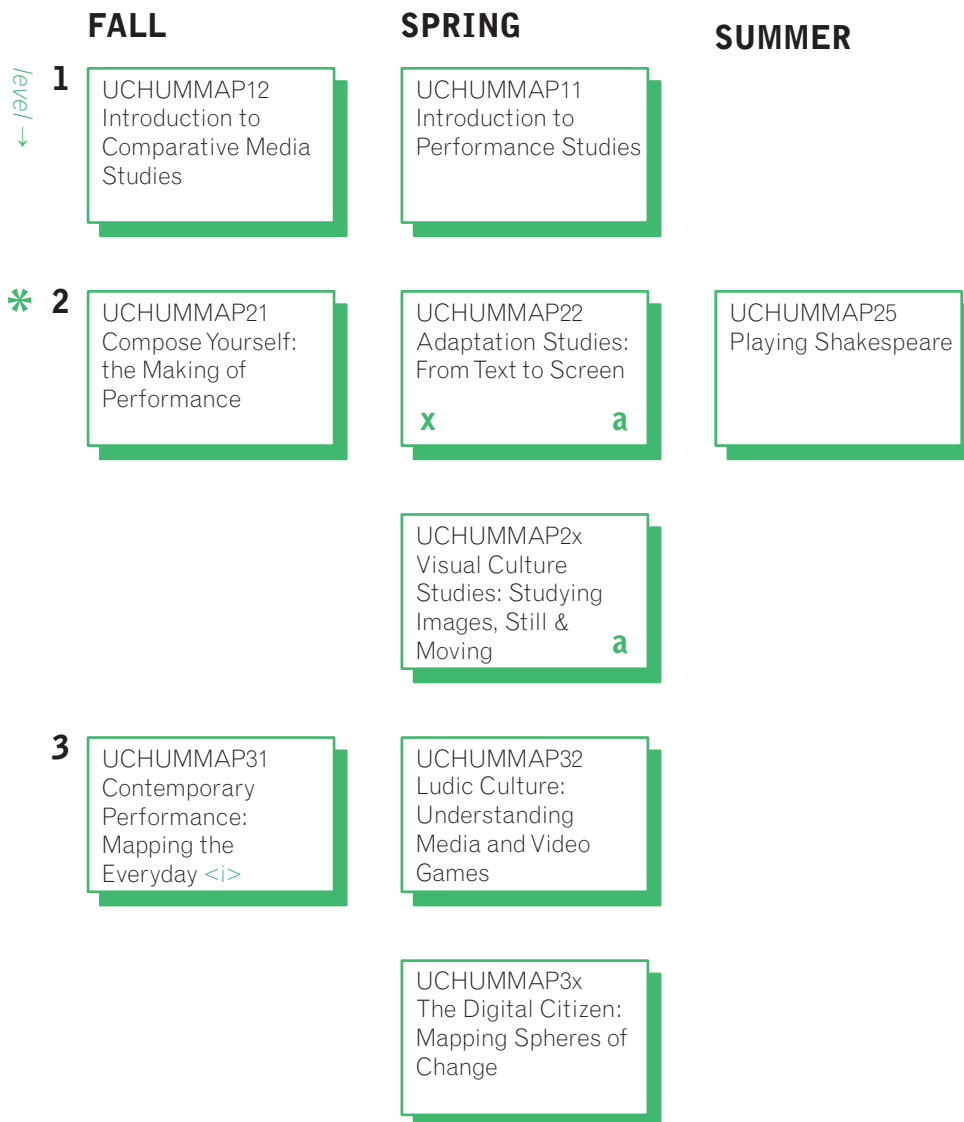 FALL
SPRING
SUMMER
level →
1
UCHUMMAP12
Introduction to
Comparative Media
Studies
UCHUMMAP11
Introduction to
Performance Studies
* 2
UCHUMMAP21
Compose Yourself:
the Making of
Performance
UCHUMMAP22
Adaptation Studies:
From Text to Screen
x a
UCHUMMAP25
Playing Shakespeare
UCHUMMAP2x
Visual Culture
Studies: Studying
Images, Still &
Moving a
3
UCHUMMAP31
Contemporary
Performance:
Mapping the
Everyday <i>
UCHUMMAP32
Ludic Culture:
Understanding
Media and Video
Games
UCHUMMAP3x
The Digital Citizen:
Mapping Spheres of
Change